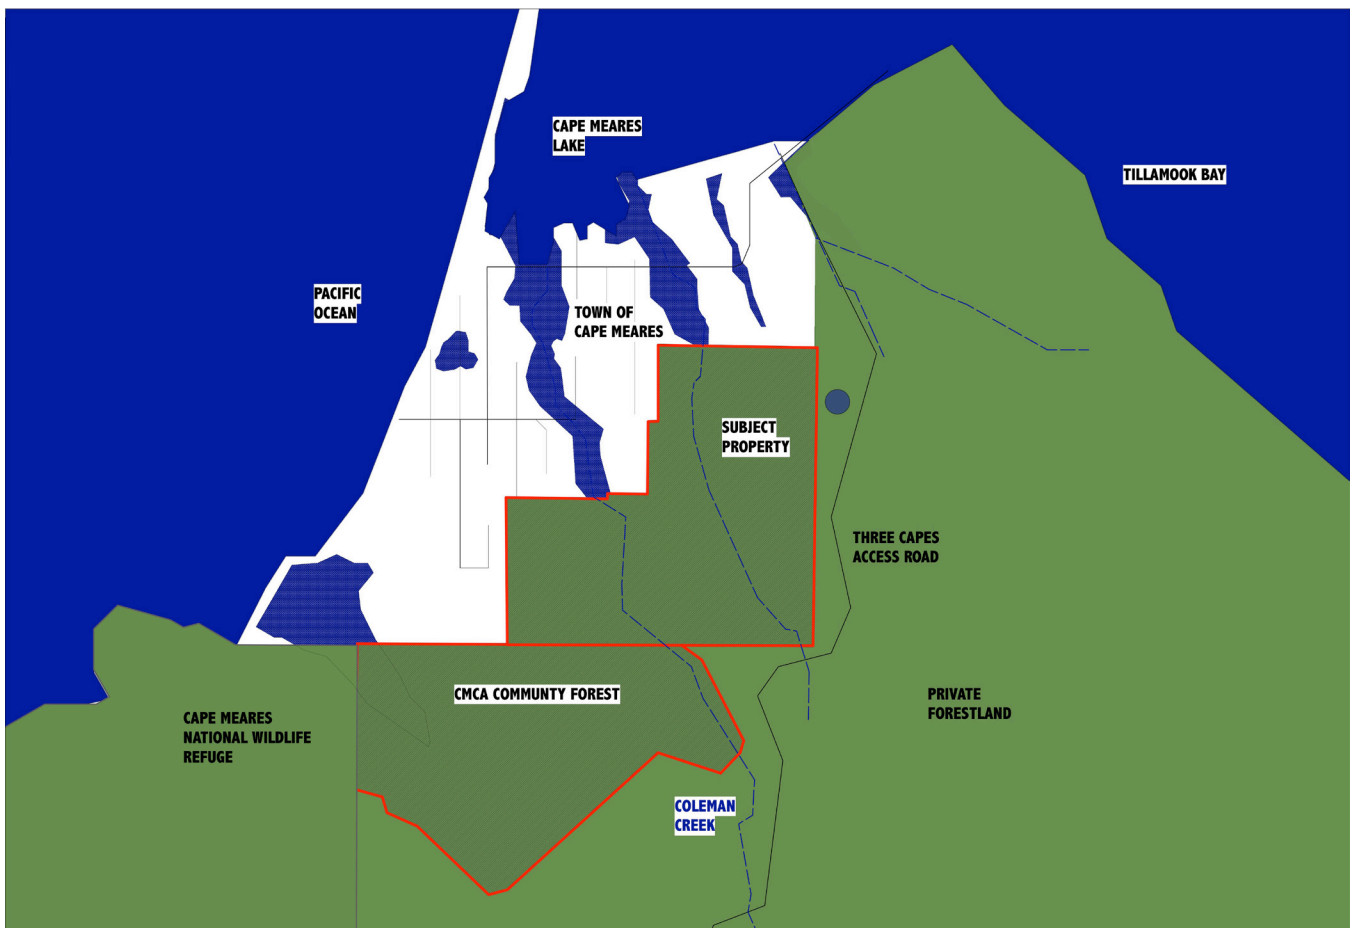 CAPE MEARES
LAKE
TILLAMOOK BAY
PACIFIC
OCEAN
TOWN OF
CAPE MEARES
SUBJECT
PROPERTY
THREE CAPES
ACCESS ROAD
CMCA COMMUNTY FOREST
PRIVATE
FORESTLAND
CAPE MEARES
NATIONAL WILDLIFE
REFUGE
COLEMAN
CREEK